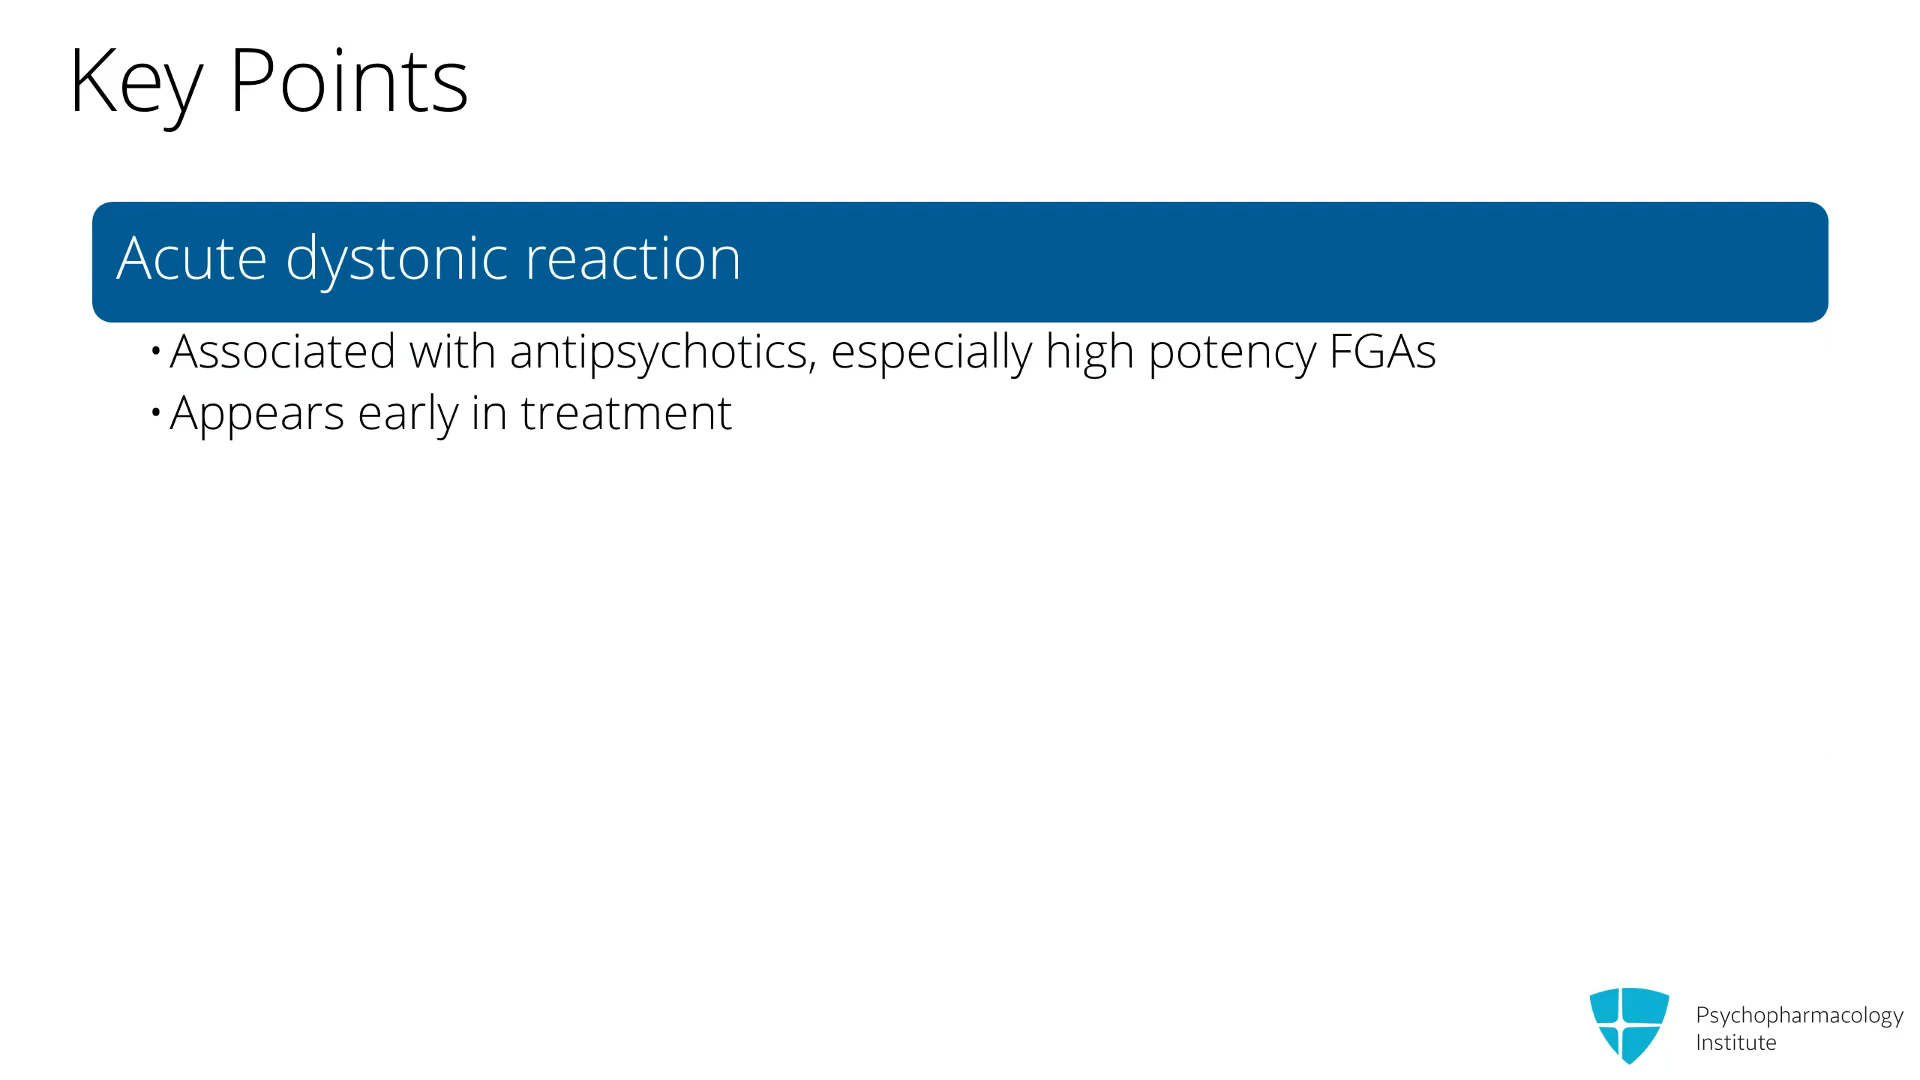 Key Points
Acute dystonic reaction
• Associated with antipsychotics, especially high potency FGAs
• Appears early in treatment
Psychopharmacology
Institute